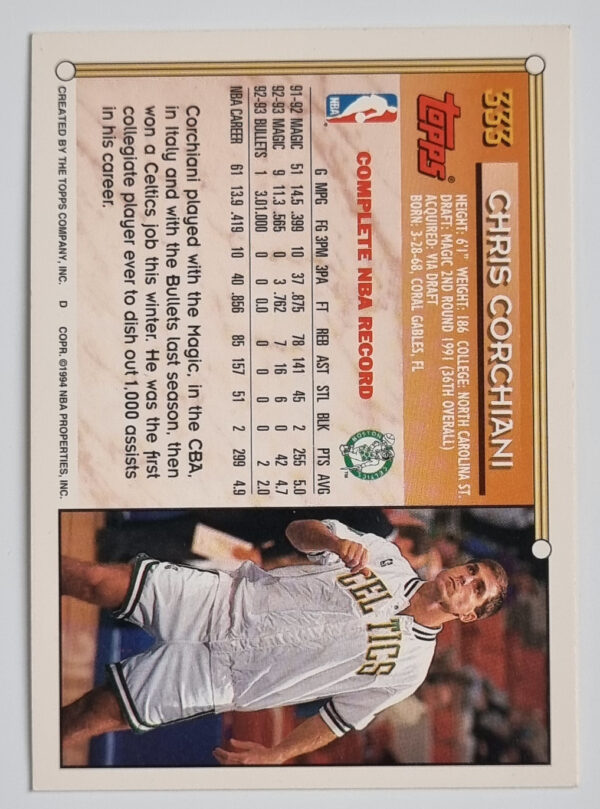 333
CHRIS CORCHIANI
topps®
HEIGHT: 6'1" WEIGHT: 186 COLLEGE: NORTH CAROLINA ST.
DRAFT: MAGIC 2ND ROUND 1991 (36TH OVERALL)
ACQUIRED: VIA DRAFT
BORN: 3-28-68, CORAL GABLES, FL
NBA
COMPLETE NBA RECORD
BOSTON CELTICS TM
G MPG FG 3PM 3PA FT REB AST STL BLK PTS AVG
91-92 MAGIC 51 14.5 .399 10 37 .875 78 141 45 2 255 5.0
92-93 MAGIC 9 11.3 .565 0 3 .762 7 16 6 0 42 4.7
92-93 BULLETS 1 3.0 1.000 0 0 0.0 0 0 0 0 2 2.0
NBA CAREER 61 13.9 .419 10 40 .856 85 157 51 2 299 4.9
Corchiani played with the Magic, in the CBA,
in Italy and with the Bullets last season, then
won a Celtics job this winter. He was the first
collegiate player ever to dish out 1,000 assists
in his career.
CREATED BY THE TOPPS COMPANY, INC. D COPR. ©1994 NBA PROPERTIES, INC.
CELTICS